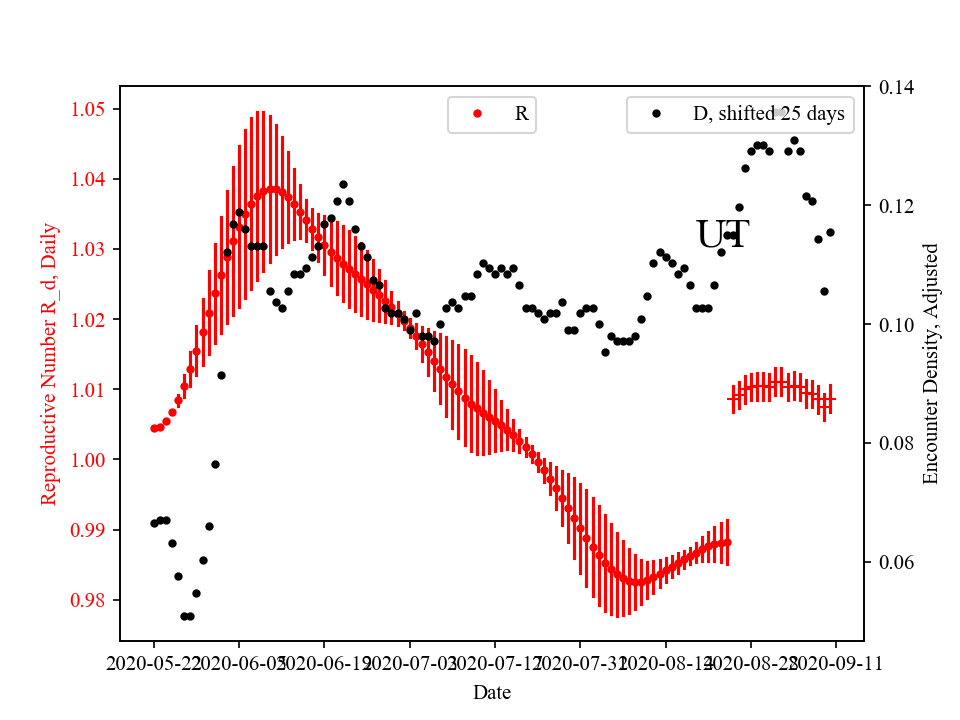 R
D, shifted 25 days
UT
Reproductive Number R_d, Daily
1.05
1.04
1.03
1.02
1.01
1.00
0.99
0.98
0.14
0.12
0.10
0.08
0.06
Encounter Density, Adjusted
2020-05-22 2020-06-05 2020-06-19 2020-07-03 2020-07-17 2020-07-31 2020-08-14 2020-08-28 2020-09-11
Date